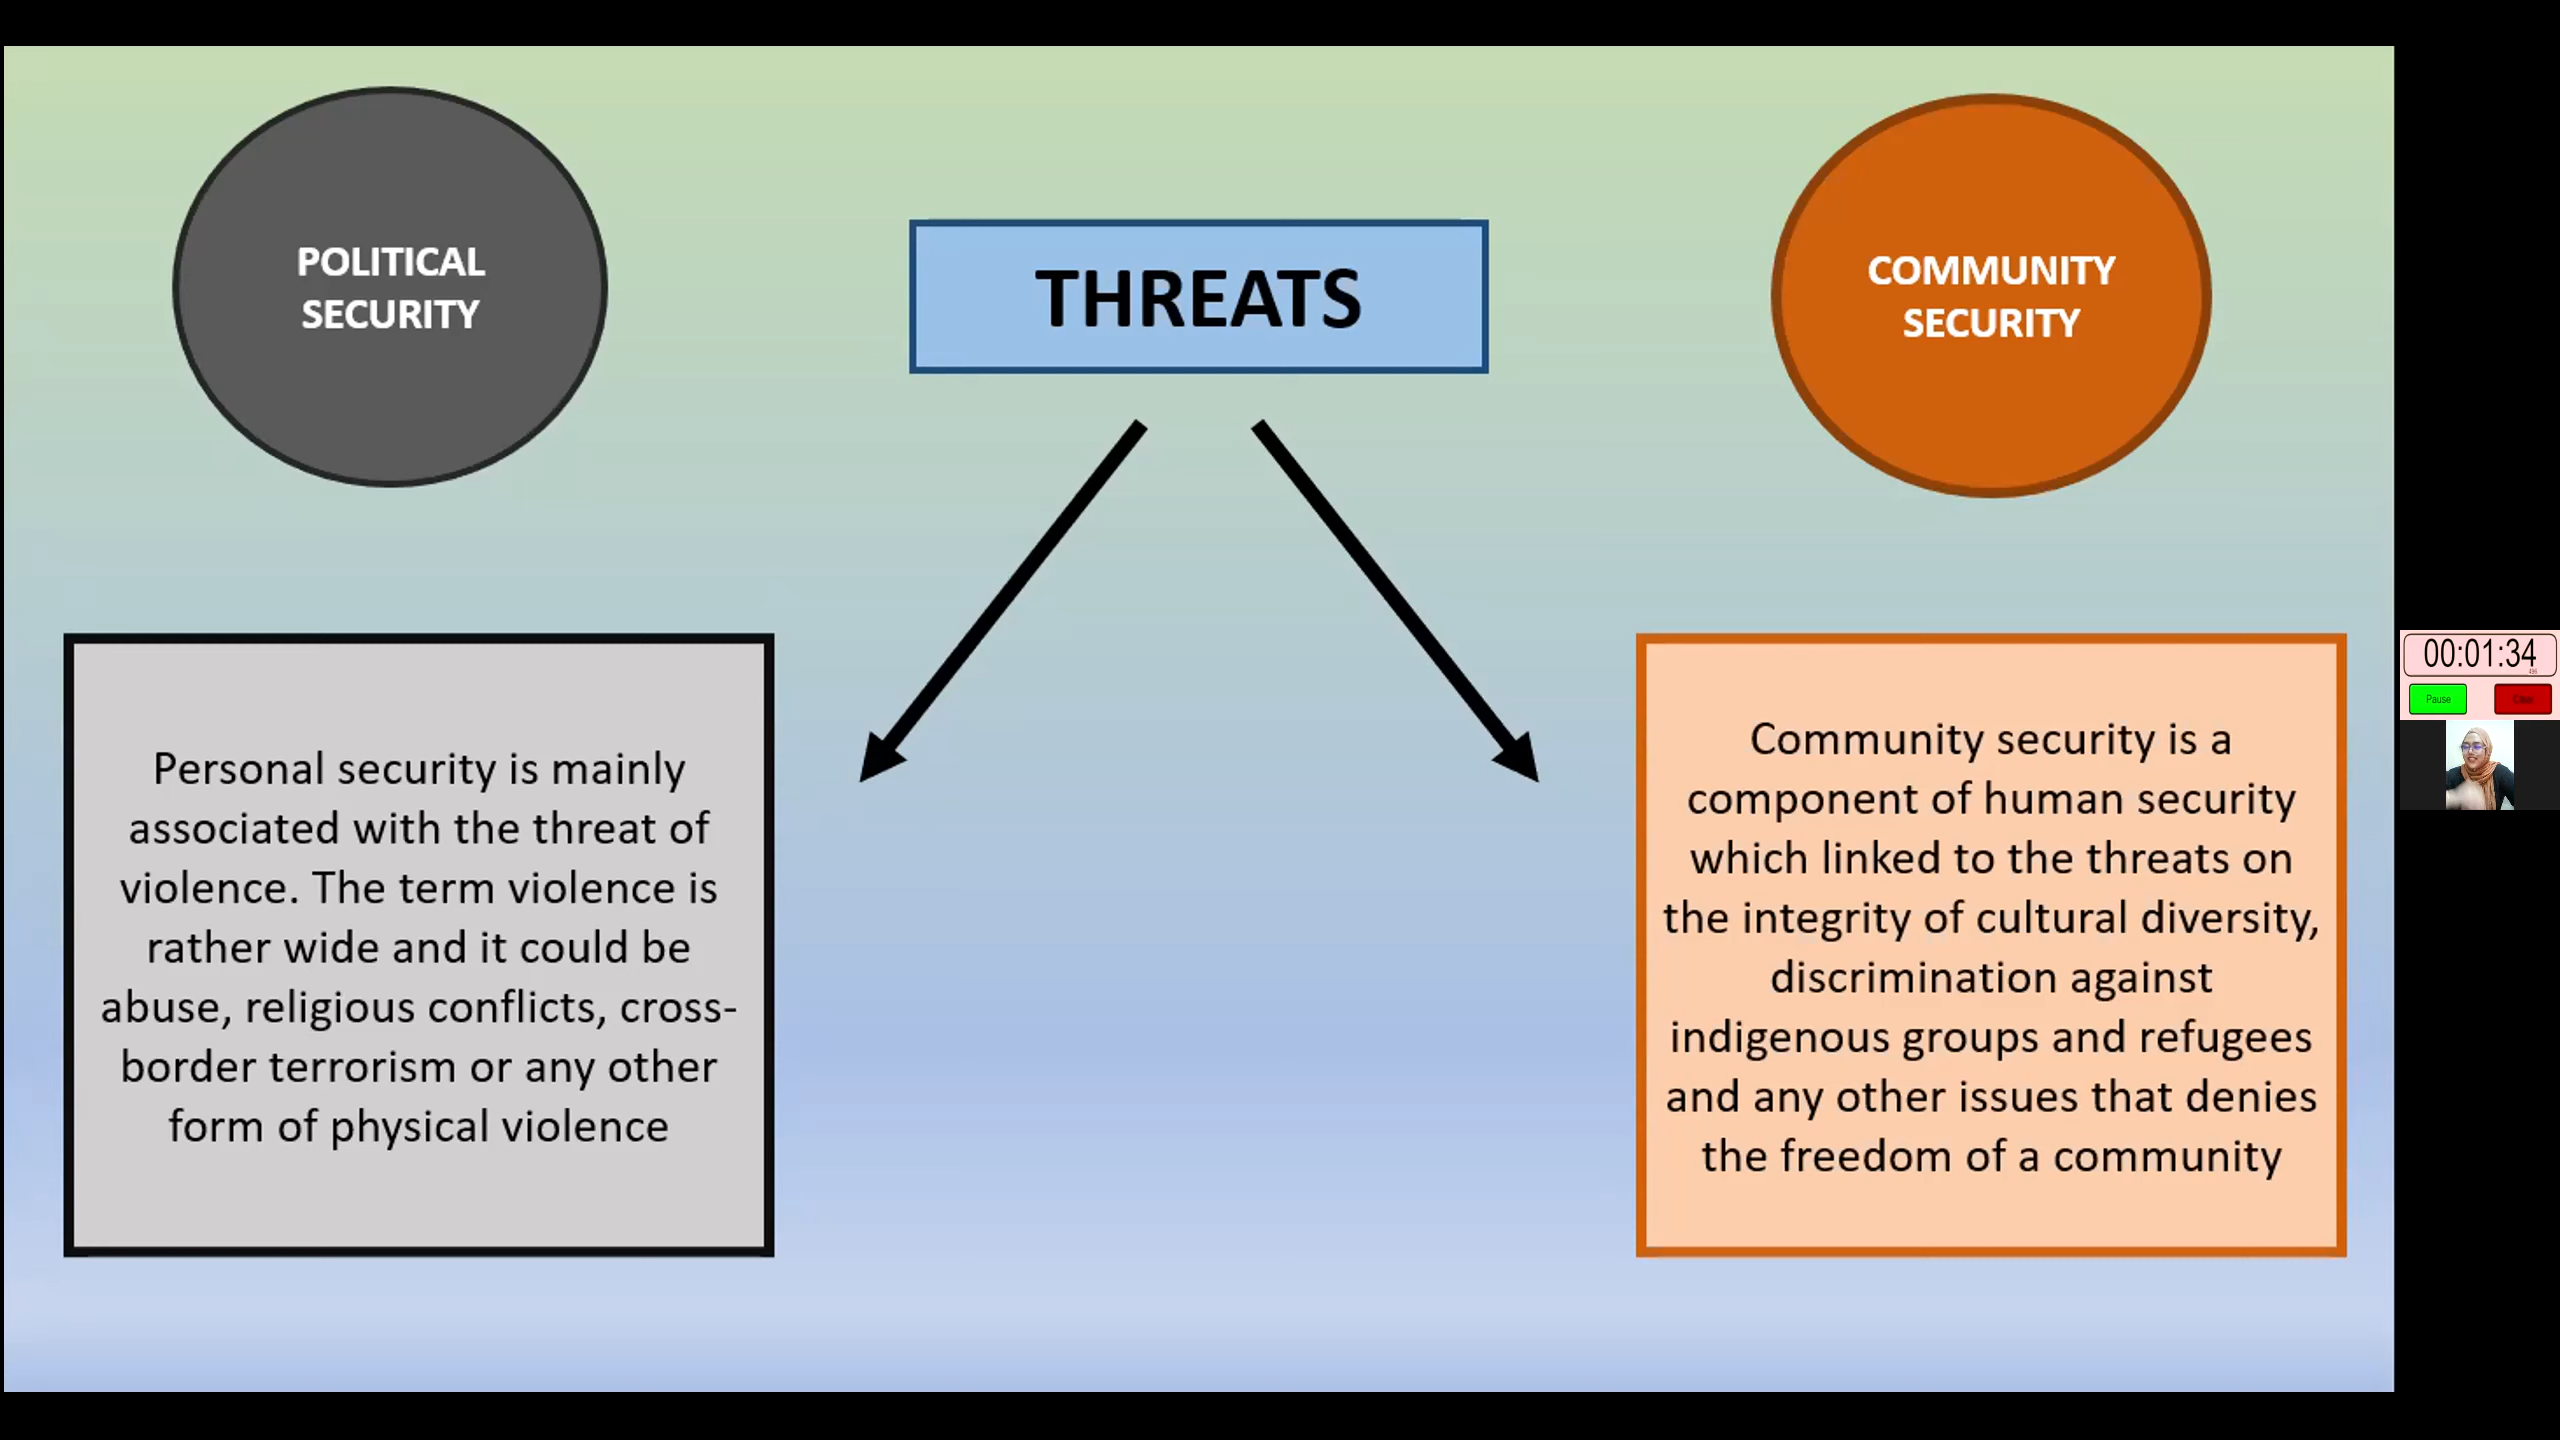 POLITICAL
SECURITY
THREATS
COMMUNITY
SECURITY
Personal security is mainly
associated with the threat of
violence. The term violence is
rather wide and it could be
abuse, religious conflicts, cross-
border terrorism or any other
form of physical violence
Community security is a
component of human security
which linked to the threats on
the integrity of cultural diversity,
discrimination against
indigenous groups and refugees
and any other issues that denies
the freedom of a community
00:01:34
Pause